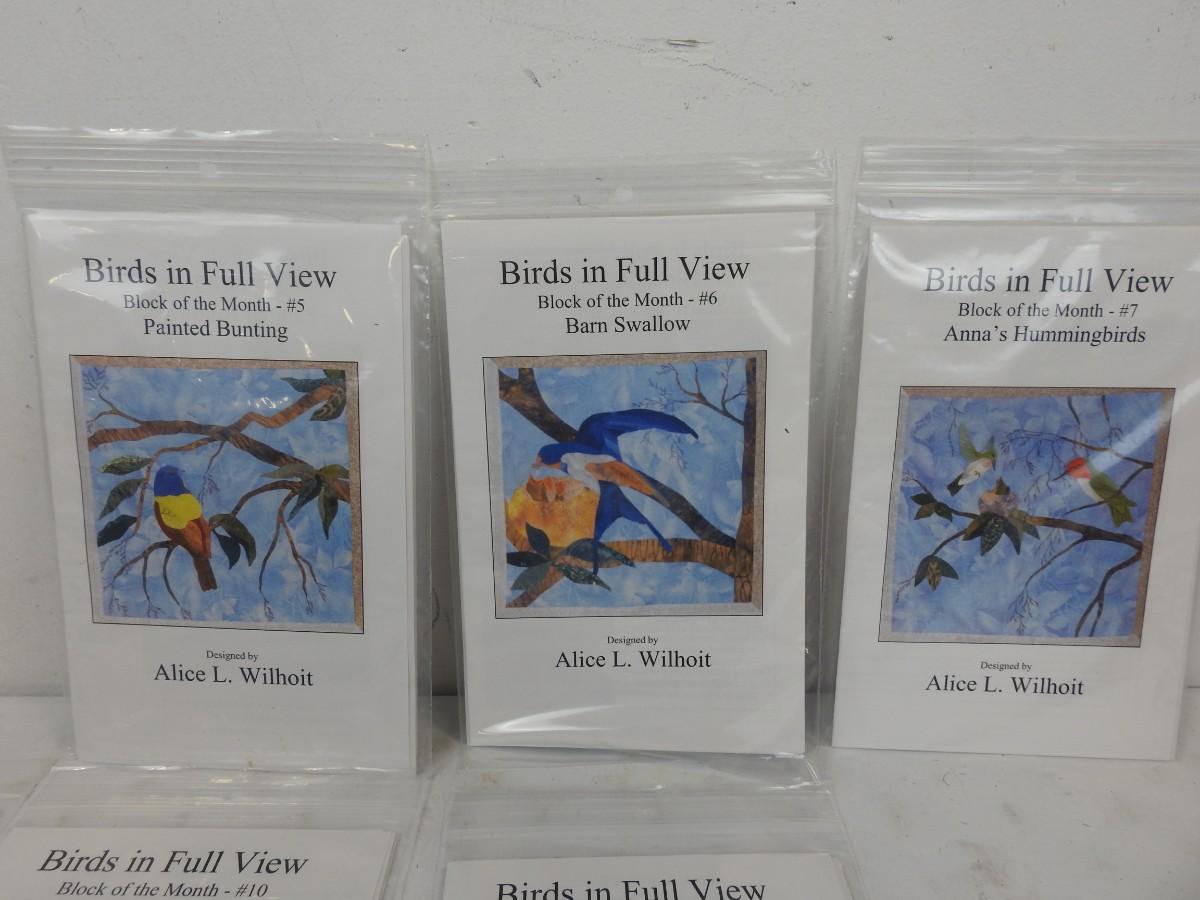 Birds in Full View
Block of the Month - #5
Painted Bunting
Designed by
Alice L. Wilhoit
Birds in Full View
Block of the Month - #6
Barn Swallow
Designed by
Alice L. Wilhoit
Birds in Full View
Block of the Month - #7
Anna's Hummingbirds
Designed by
Alice L. Wilhoit
Birds in Full View
Block of the Month - #10
Birds in Full View